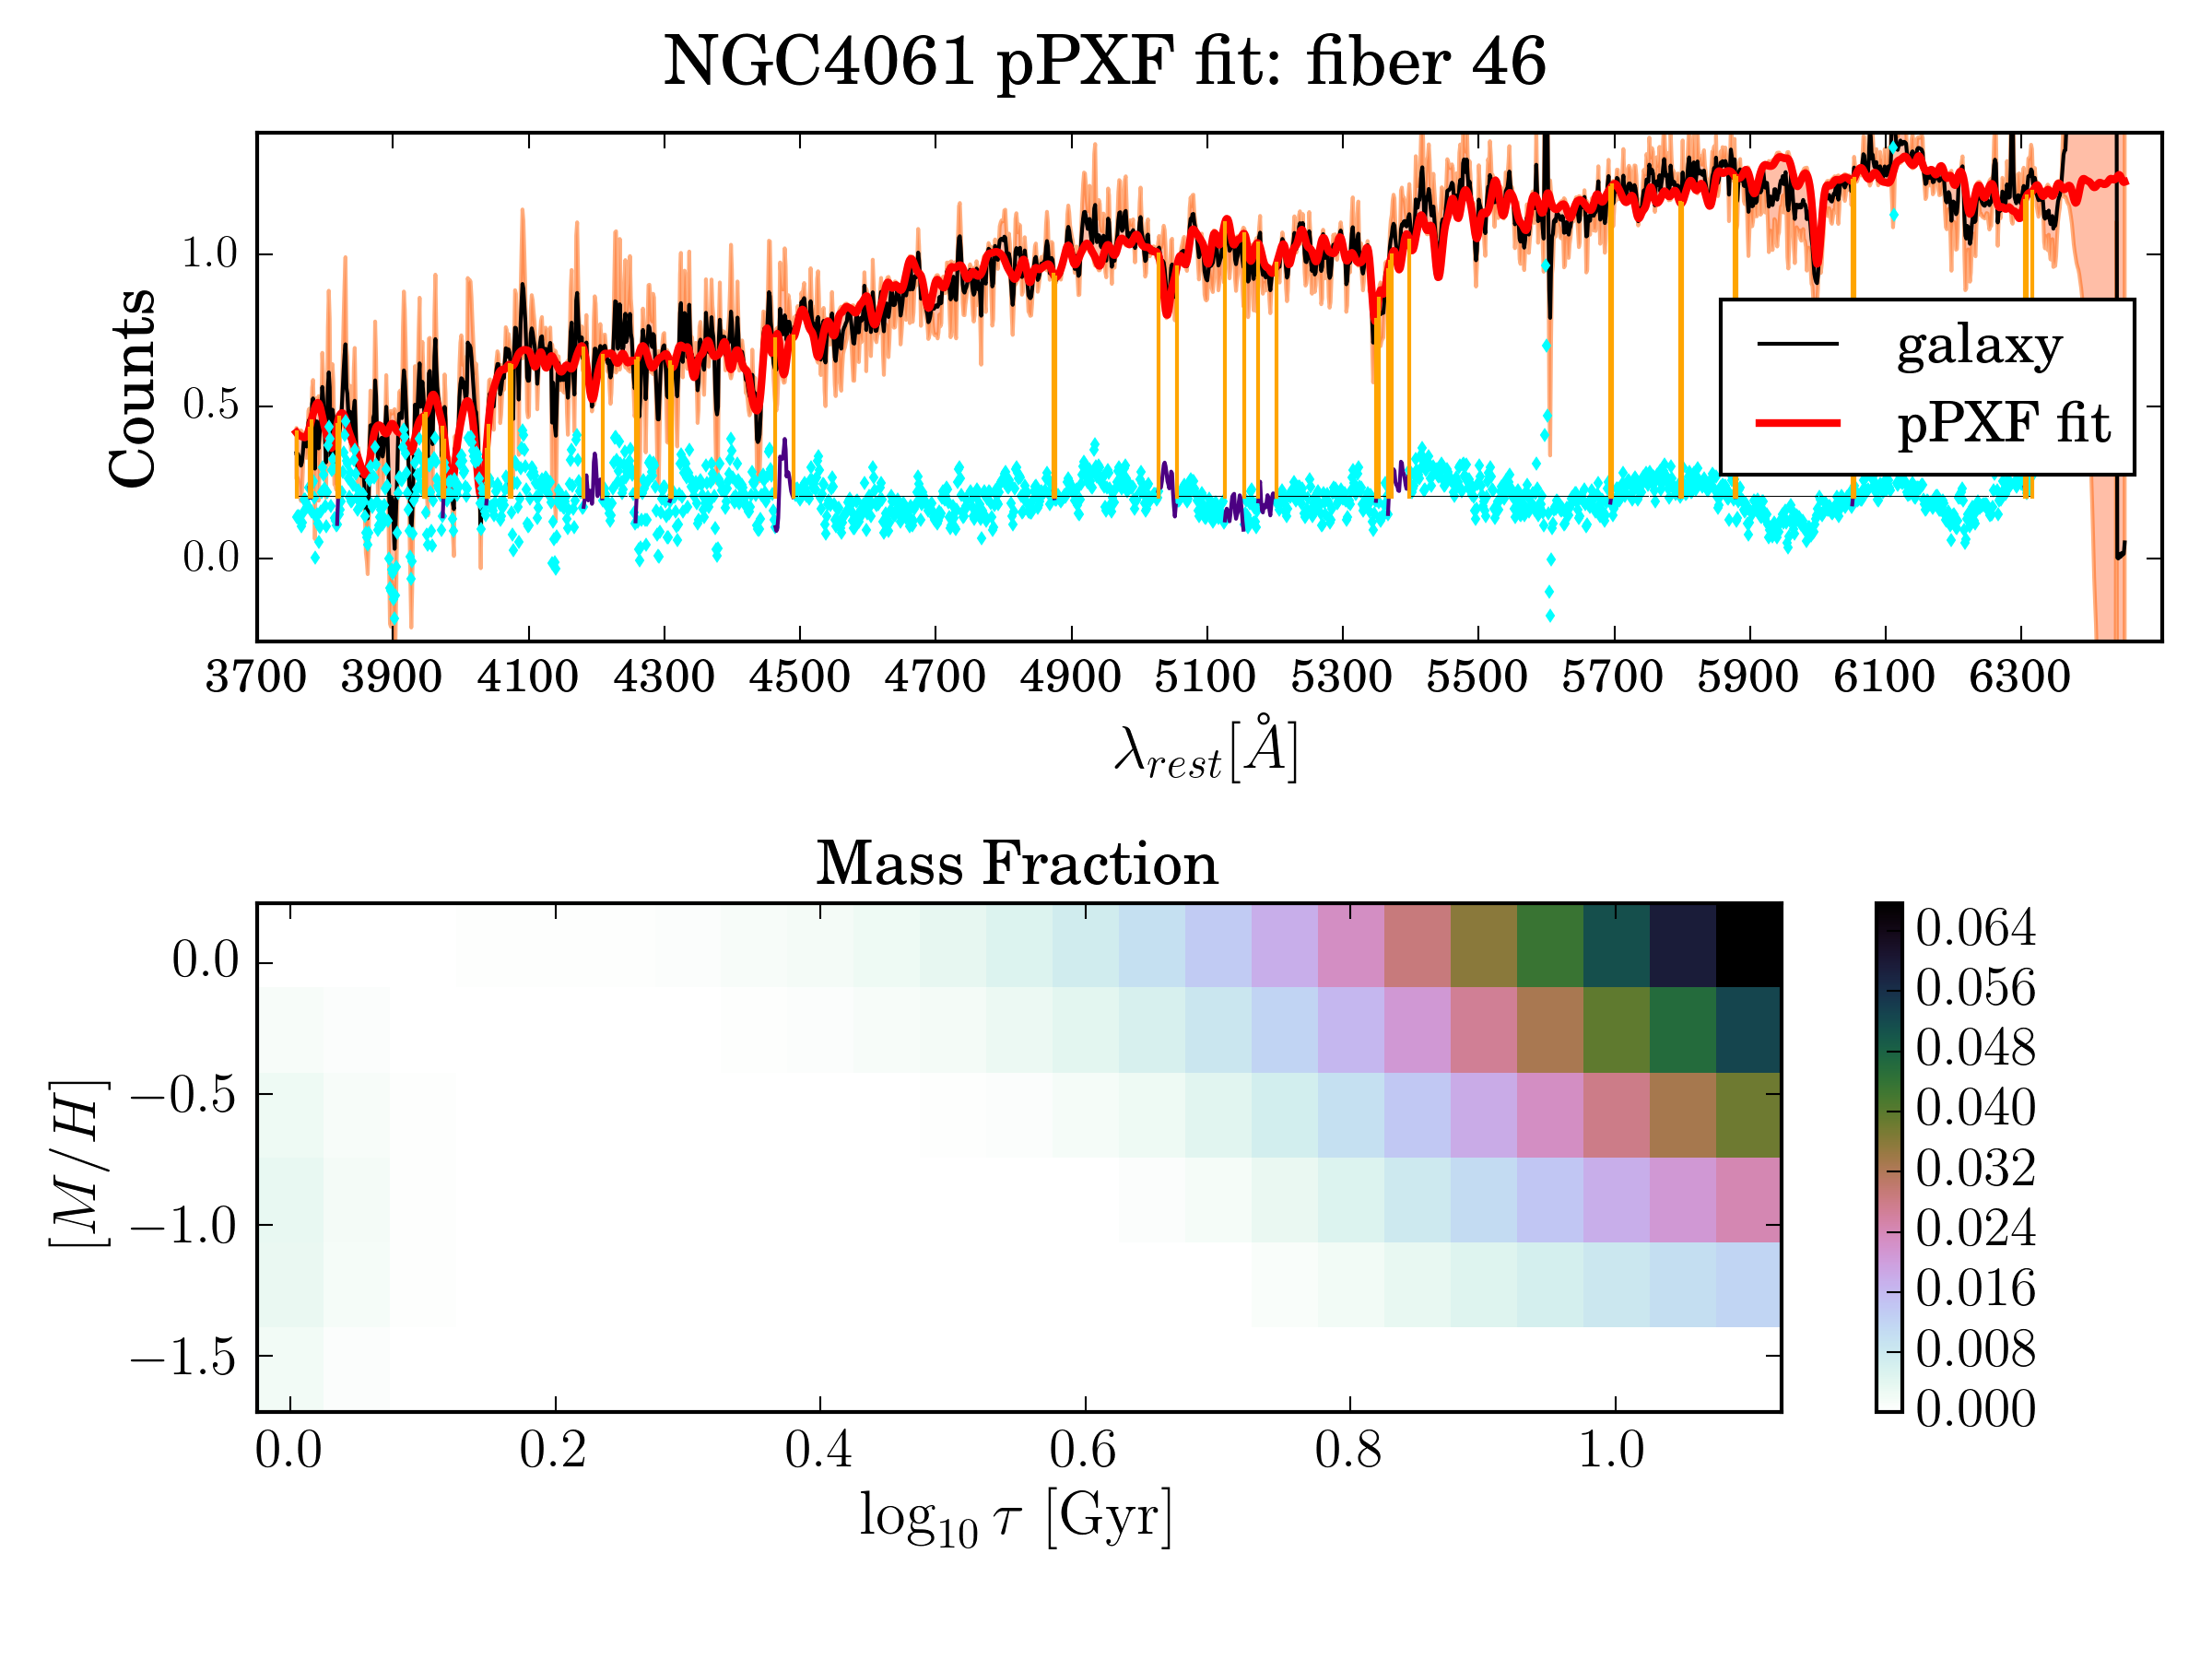 NGC4061 pPXF fit: fiber 46
Counts
1.0
0.5
0.0
galaxy
pPXF fit
3700 3900 4100 4300 4500 4700 4900 5100 5300 5500 5700 5900 6100 6300
λrest[Å]
Mass Fraction
[M/H]
0.0
−0.5
−1.0
−1.5
0.0 0.2 0.4 0.6 0.8 1.0
log10 τ [Gyr]
0.064
0.056
0.048
0.040
0.032
0.024
0.016
0.008
0.000